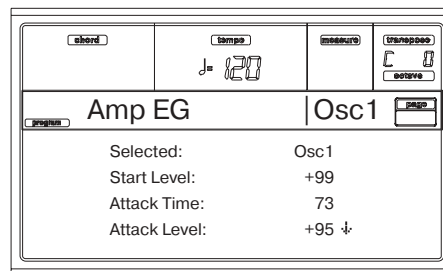 chord tempo measure transpose
♩= 120 C 0
octave
Amp EG Osc1 page
program
Selected: Osc1
Start Level: +99
Attack Time: 73
Attack Level: +95